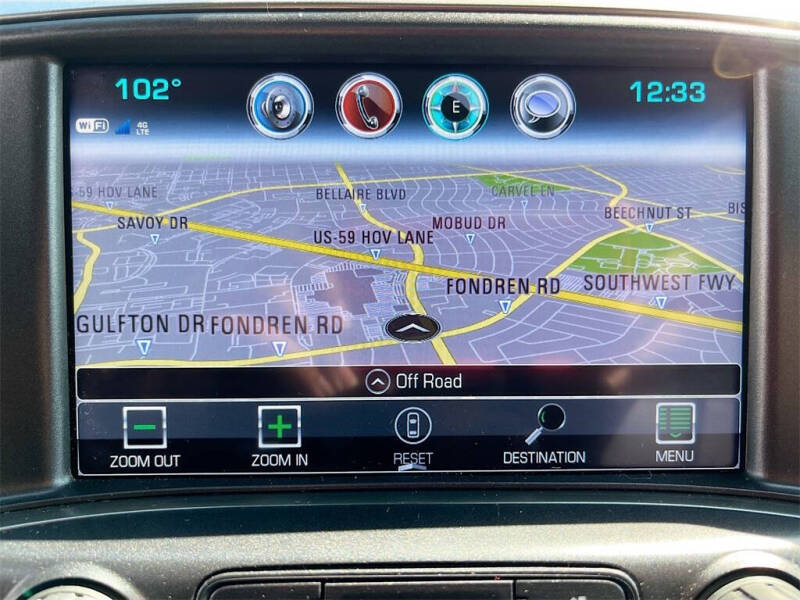 102° E 12:33
WiFi 4G LTE
-59 HOV LANE BELLAIRE BLVD CARVEL LN
SAVOY DR MOBUD DR BEECHNUT ST BIS
US-59 HOV LANE
FONDREN RD SOUTHWEST FWY
GULFTON DR FONDREN RD
Off Road
ZOOM OUT ZOOM IN RESET DESTINATION MENU